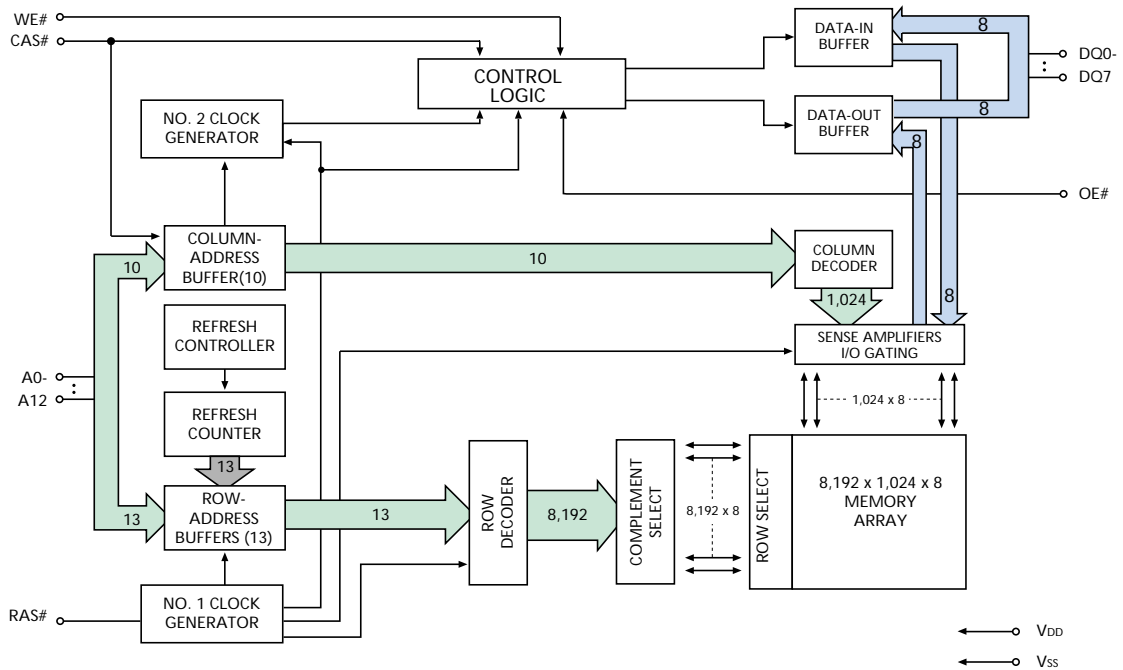 WE#
CAS#
CONTROL
LOGIC
DATA-IN
BUFFER
8
DQ0-
:
DQ7
NO. 2 CLOCK
GENERATOR
DATA-OUT
BUFFER
8
8
OE#
COLUMN-
ADDRESS
BUFFER(10)
10
10
COLUMN
DECODER
1,024
8
REFRESH
CONTROLLER
SENSE AMPLIFIERS
I/O GATING
A0-
:
A12
1,024 x 8
REFRESH
COUNTER
13
ROW-
ADDRESS
BUFFERS (13)
13
13
ROW
DECODER
8,192
COMPLEMENT
SELECT
8,192 x 8
ROW SELECT
8,192 x 1,024 x 8
MEMORY
ARRAY
RAS#
NO. 1 CLOCK
GENERATOR
VDD
VSS